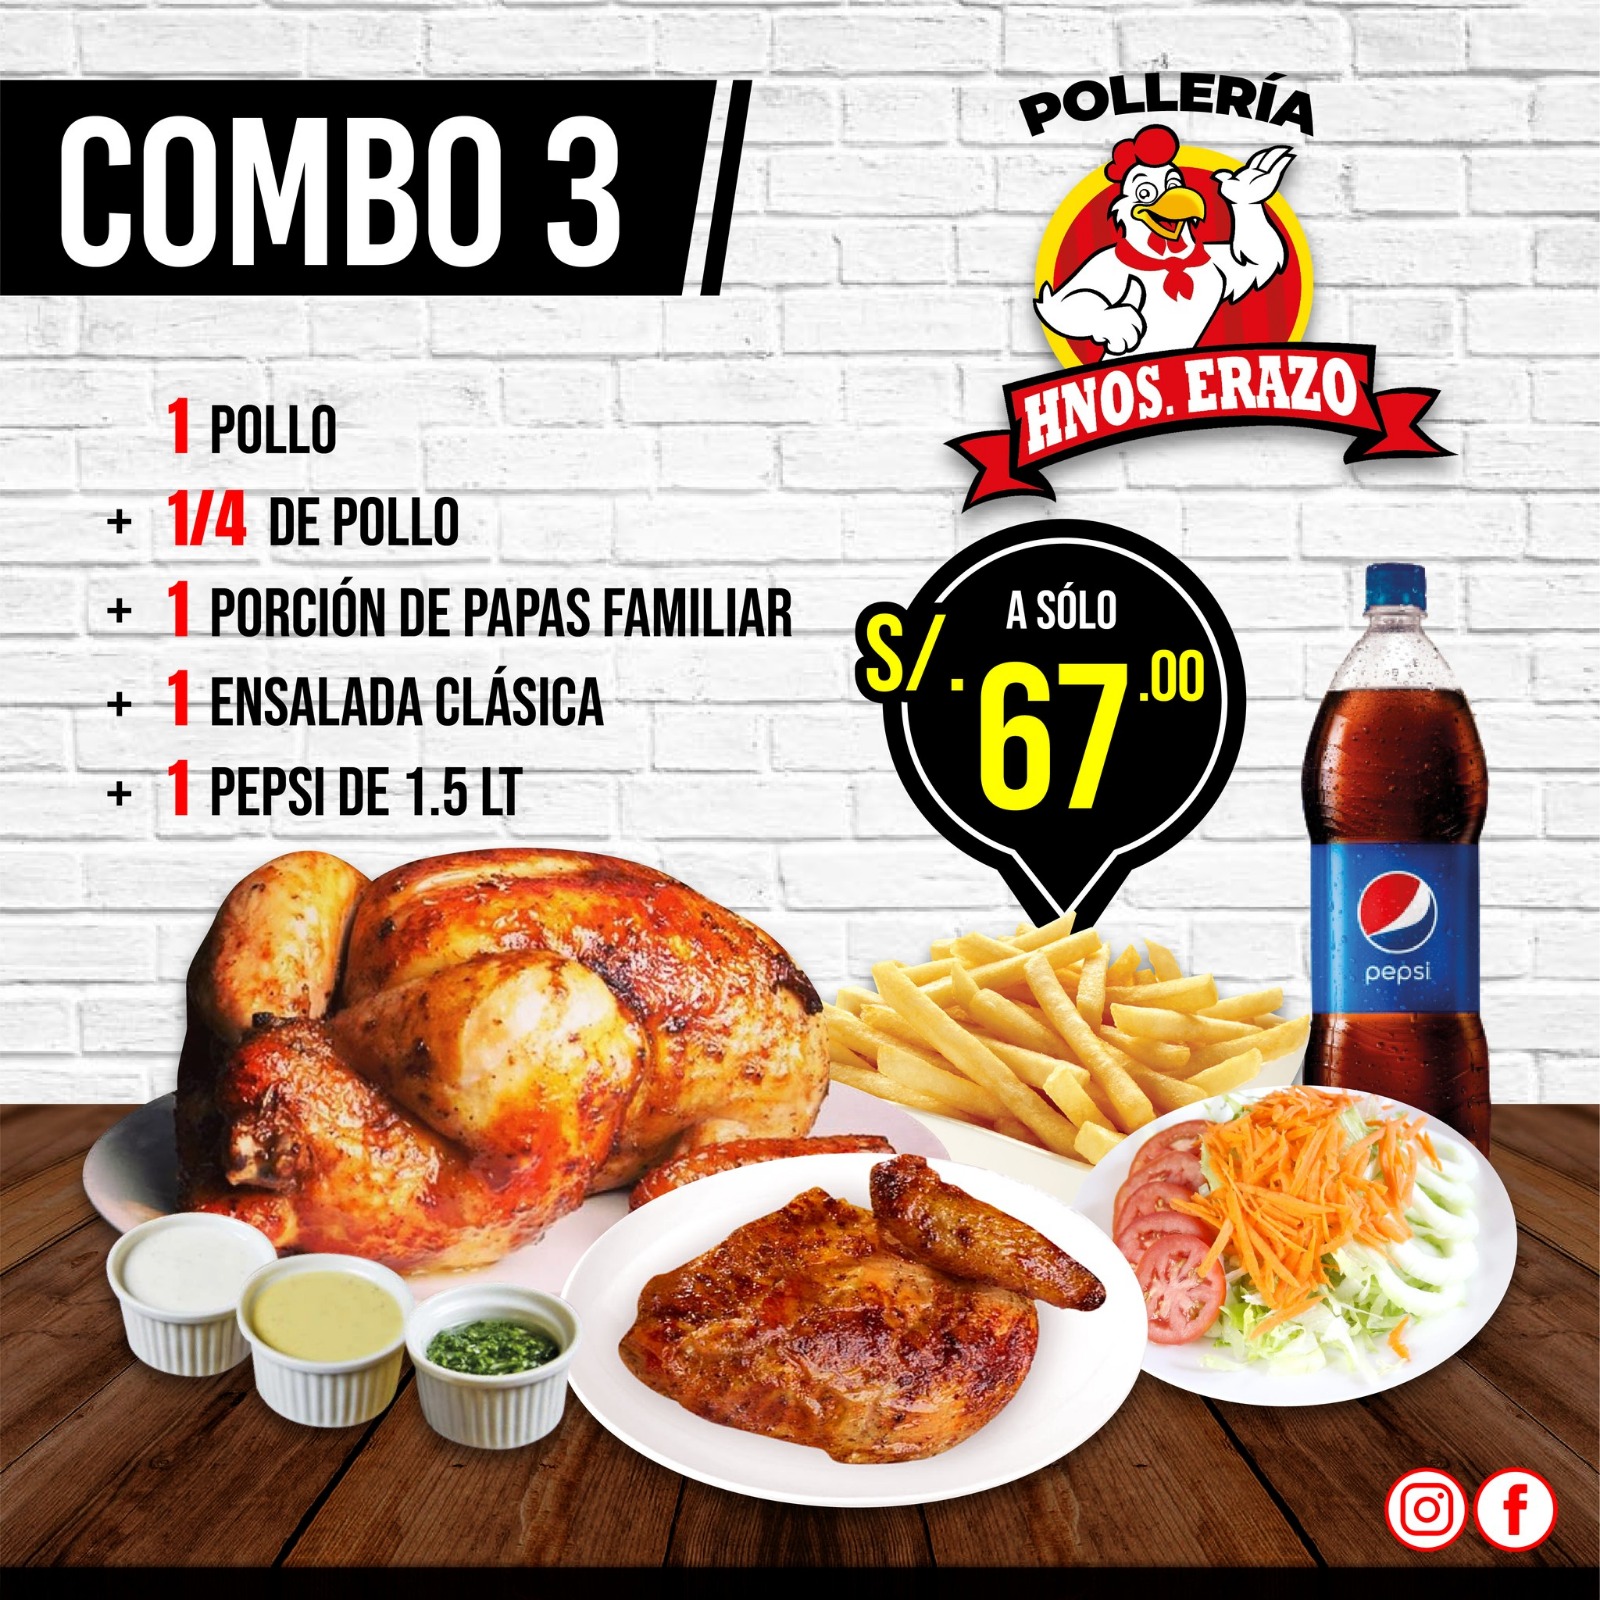 COMBO 3
POLLERÍA
HNOS. ERAZO
1 POLLO
+ 1/4 DE POLLO
+ 1 PORCIÓN DE PAPAS FAMILIAR
+ 1 ENSALADA CLÁSICA
+ 1 PEPSI DE 1.5 LT
A SÓLO
S/. 67.00
pepsi